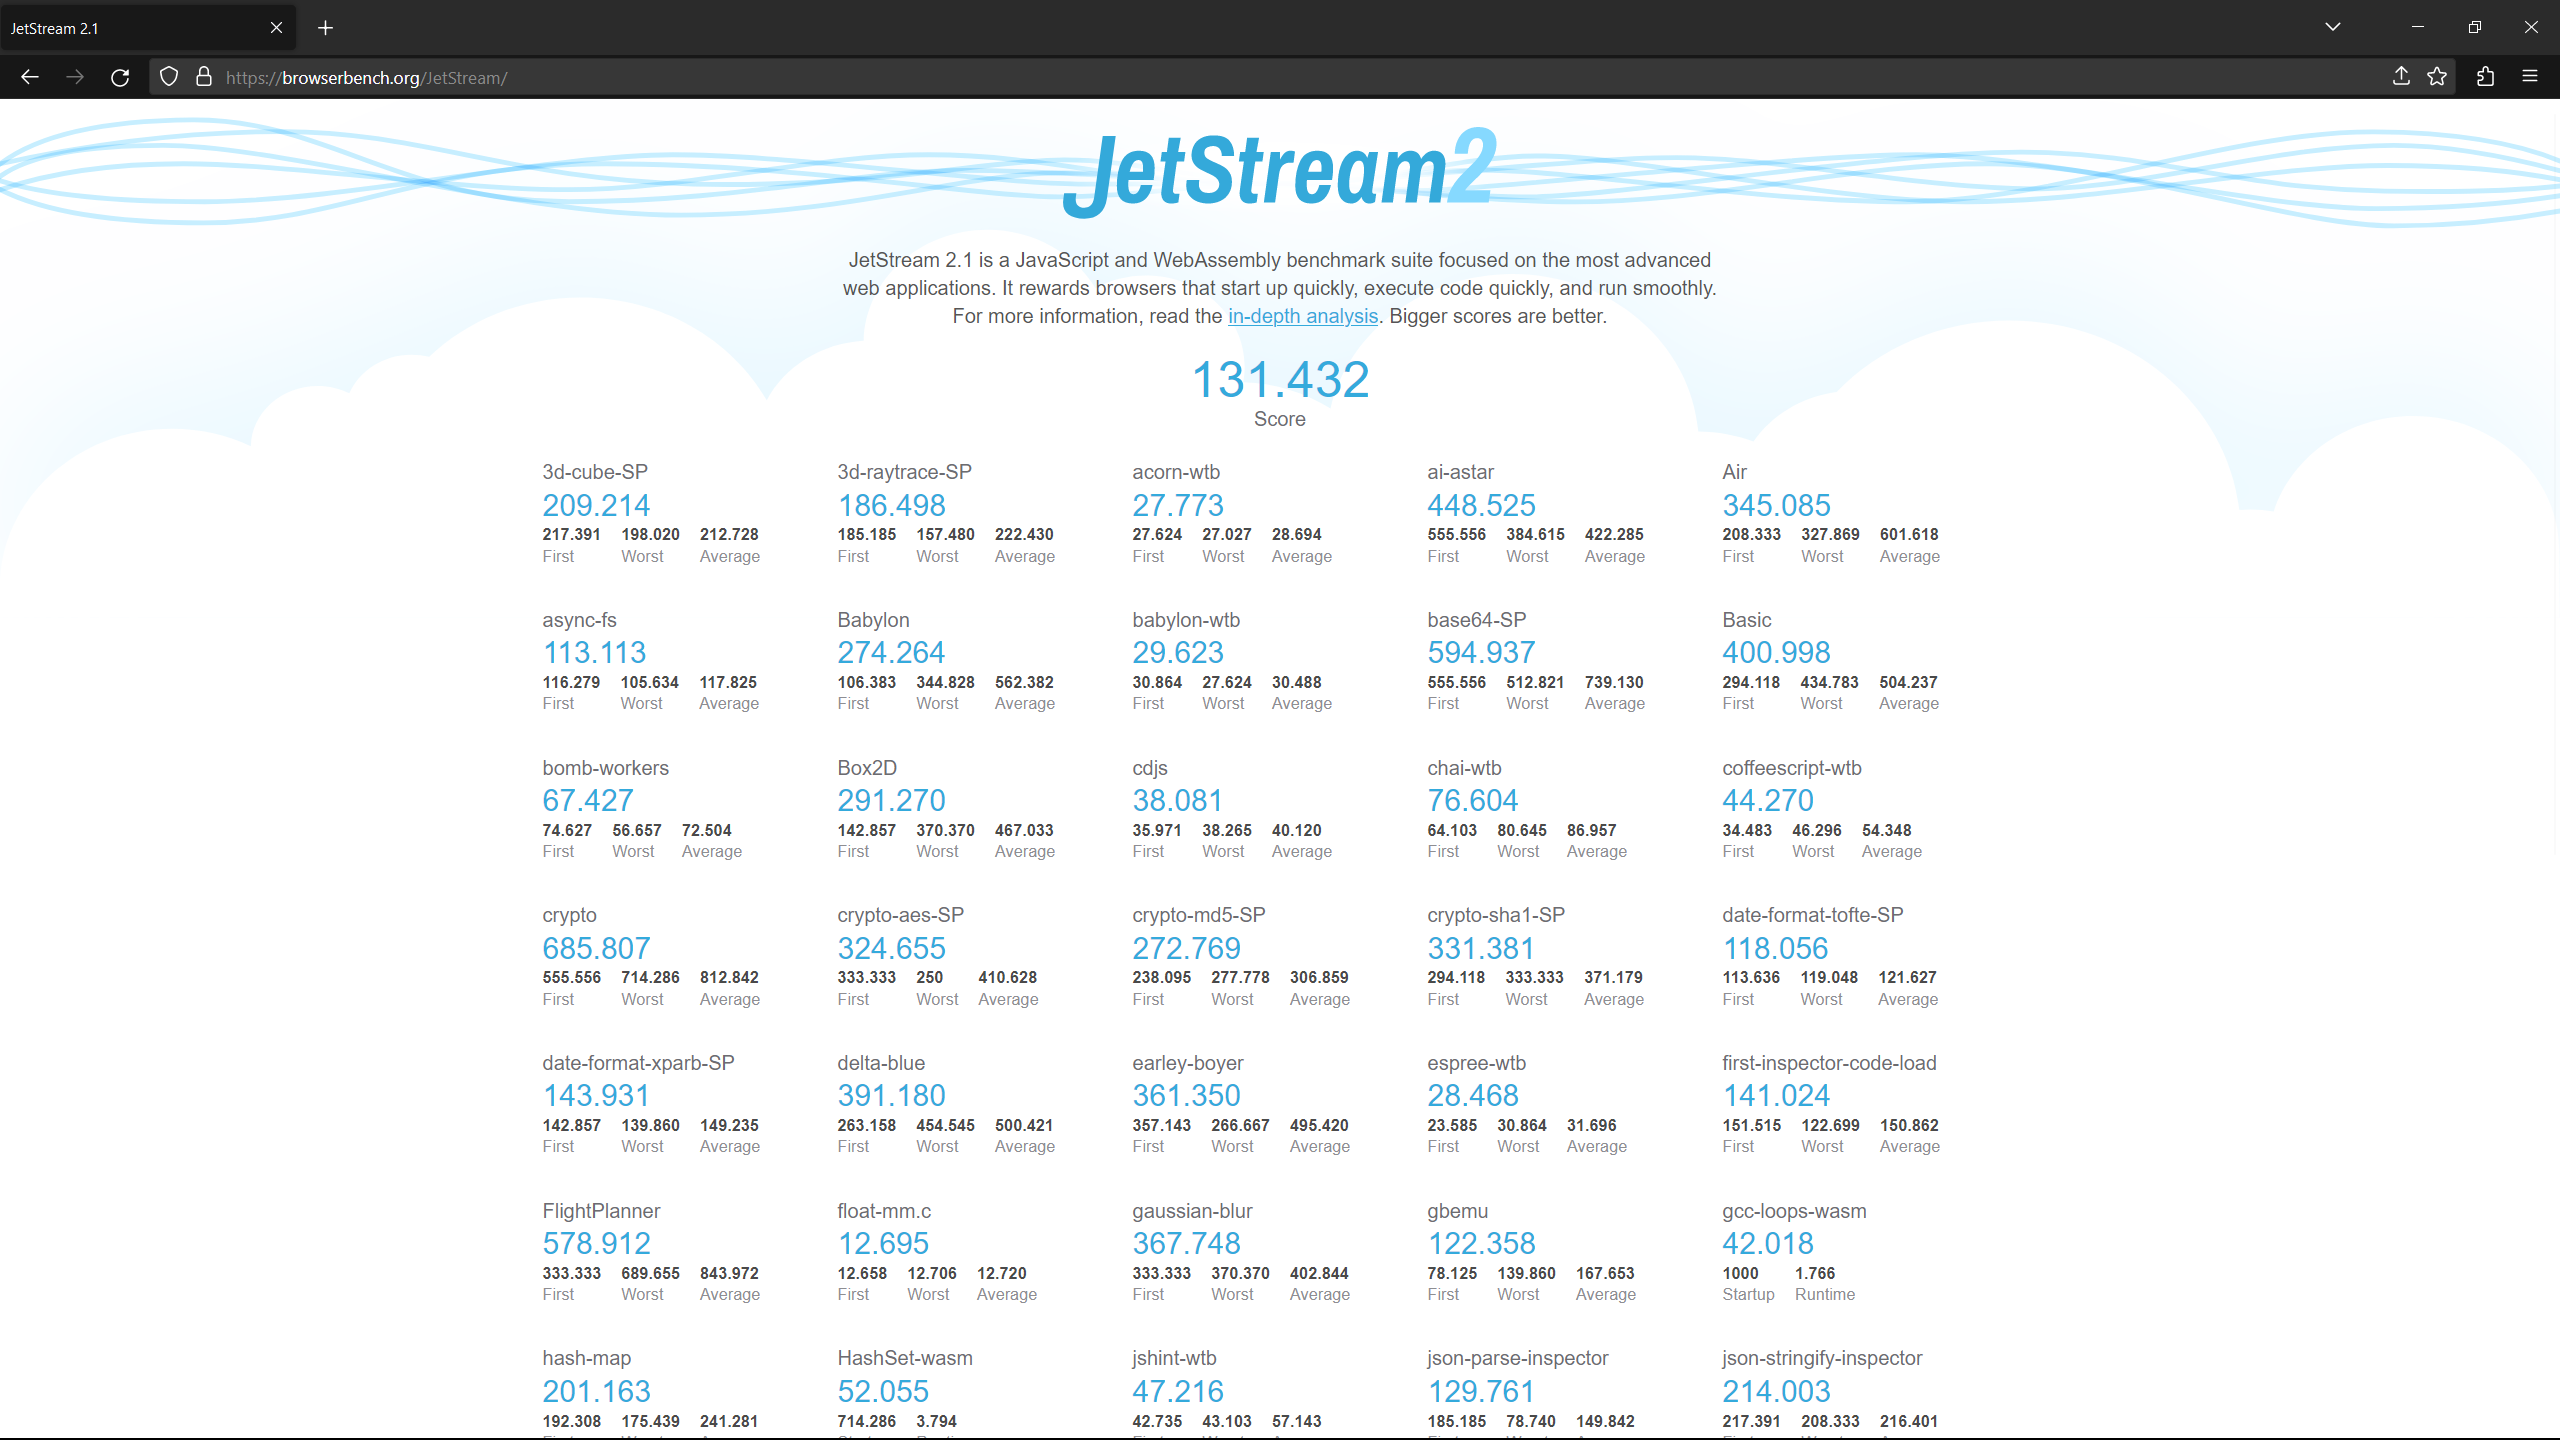 JetStream 2.1
https://browserbench.org/JetStream/
JetStream2
JetStream 2.1 is a JavaScript and WebAssembly benchmark suite focused on the most advanced
web applications. It rewards browsers that start up quickly, execute code quickly, and run smoothly.
For more information, read the in-depth analysis. Bigger scores are better.
131.432
Score
3d-cube-SP 3d-raytrace-SP acorn-wtb ai-astar Air
209.214 186.498 27.773 448.525 345.085
217.391 198.020 212.728 185.185 157.480 222.430 27.624 27.027 28.694 555.556 384.615 422.285 208.333 327.869 601.618
First Worst Average First Worst Average First Worst Average First Worst Average First Worst Average
async-fs Babylon babylon-wtb base64-SP Basic
113.113 274.264 29.623 594.937 400.998
116.279 105.634 117.825 106.383 344.828 562.382 30.864 27.624 30.488 555.556 512.821 739.130 294.118 434.783 504.237
First Worst Average First Worst Average First Worst Average First Worst Average First Worst Average
bomb-workers Box2D cdjs chai-wtb coffeescript-wtb
67.427 291.270 38.081 76.604 44.270
74.627 56.657 72.504 142.857 370.370 467.033 35.971 38.265 40.120 64.103 80.645 86.957 34.483 46.296 54.348
First Worst Average First Worst Average First Worst Average First Worst Average First Worst Average
crypto crypto-aes-SP crypto-md5-SP crypto-sha1-SP date-format-tofte-SP
685.807 324.655 272.769 331.381 118.056
555.556 714.286 812.842 333.333 250 410.628 238.095 277.778 306.859 294.118 333.333 371.179 113.636 119.048 121.627
First Worst Average First Worst Average First Worst Average First Worst Average First Worst Average
date-format-xparb-SP delta-blue earley-boyer espree-wtb first-inspector-code-load
143.931 391.180 361.350 28.468 141.024
142.857 139.860 149.235 263.158 454.545 500.421 357.143 266.667 495.420 23.585 30.864 31.696 151.515 122.699 150.862
First Worst Average First Worst Average First Worst Average First Worst Average First Worst Average
FlightPlanner float-mm.c gaussian-blur gbemu gcc-loops-wasm
578.912 12.695 367.748 122.358 42.018
333.333 689.655 843.972 12.658 12.706 12.720 333.333 370.370 402.844 78.125 139.860 167.653 1000 1.766
First Worst Average First Worst Average First Worst Average First Worst Average Startup Runtime
hash-map HashSet-wasm jshint-wtb json-parse-inspector json-stringify-inspector
201.163 52.055 47.216 129.761 214.003
192.308 175.439 241.281 714.286 3.794 42.735 43.103 57.143 185.185 78.740 149.842 217.391 208.333 216.401